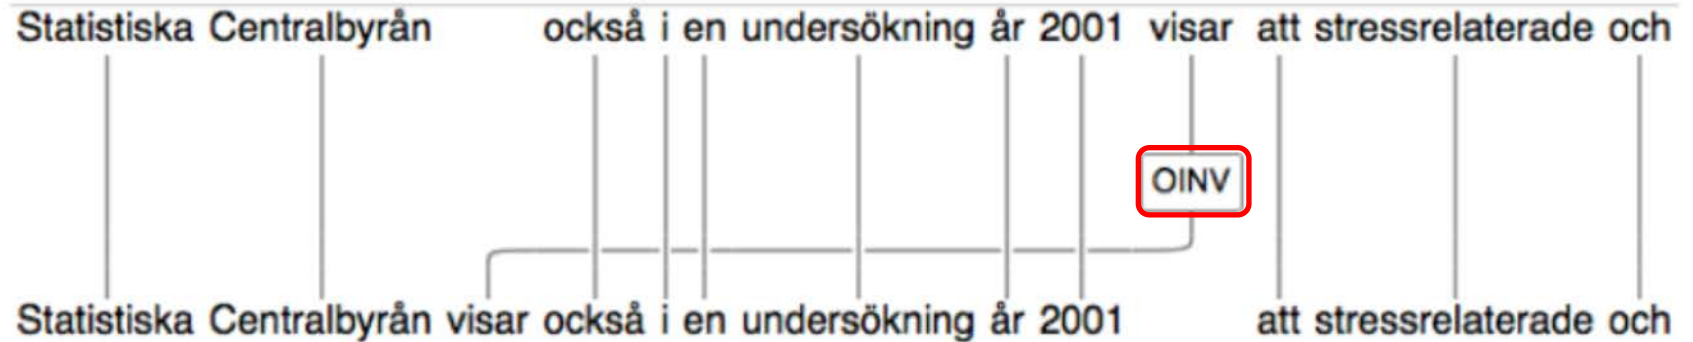 Statistiska Centralbyrån också i en undersökning år 2001 visar att stressrelaterade och
OINV
Statistiska Centralbyrån visar också i en undersökning år 2001 att stressrelaterade och